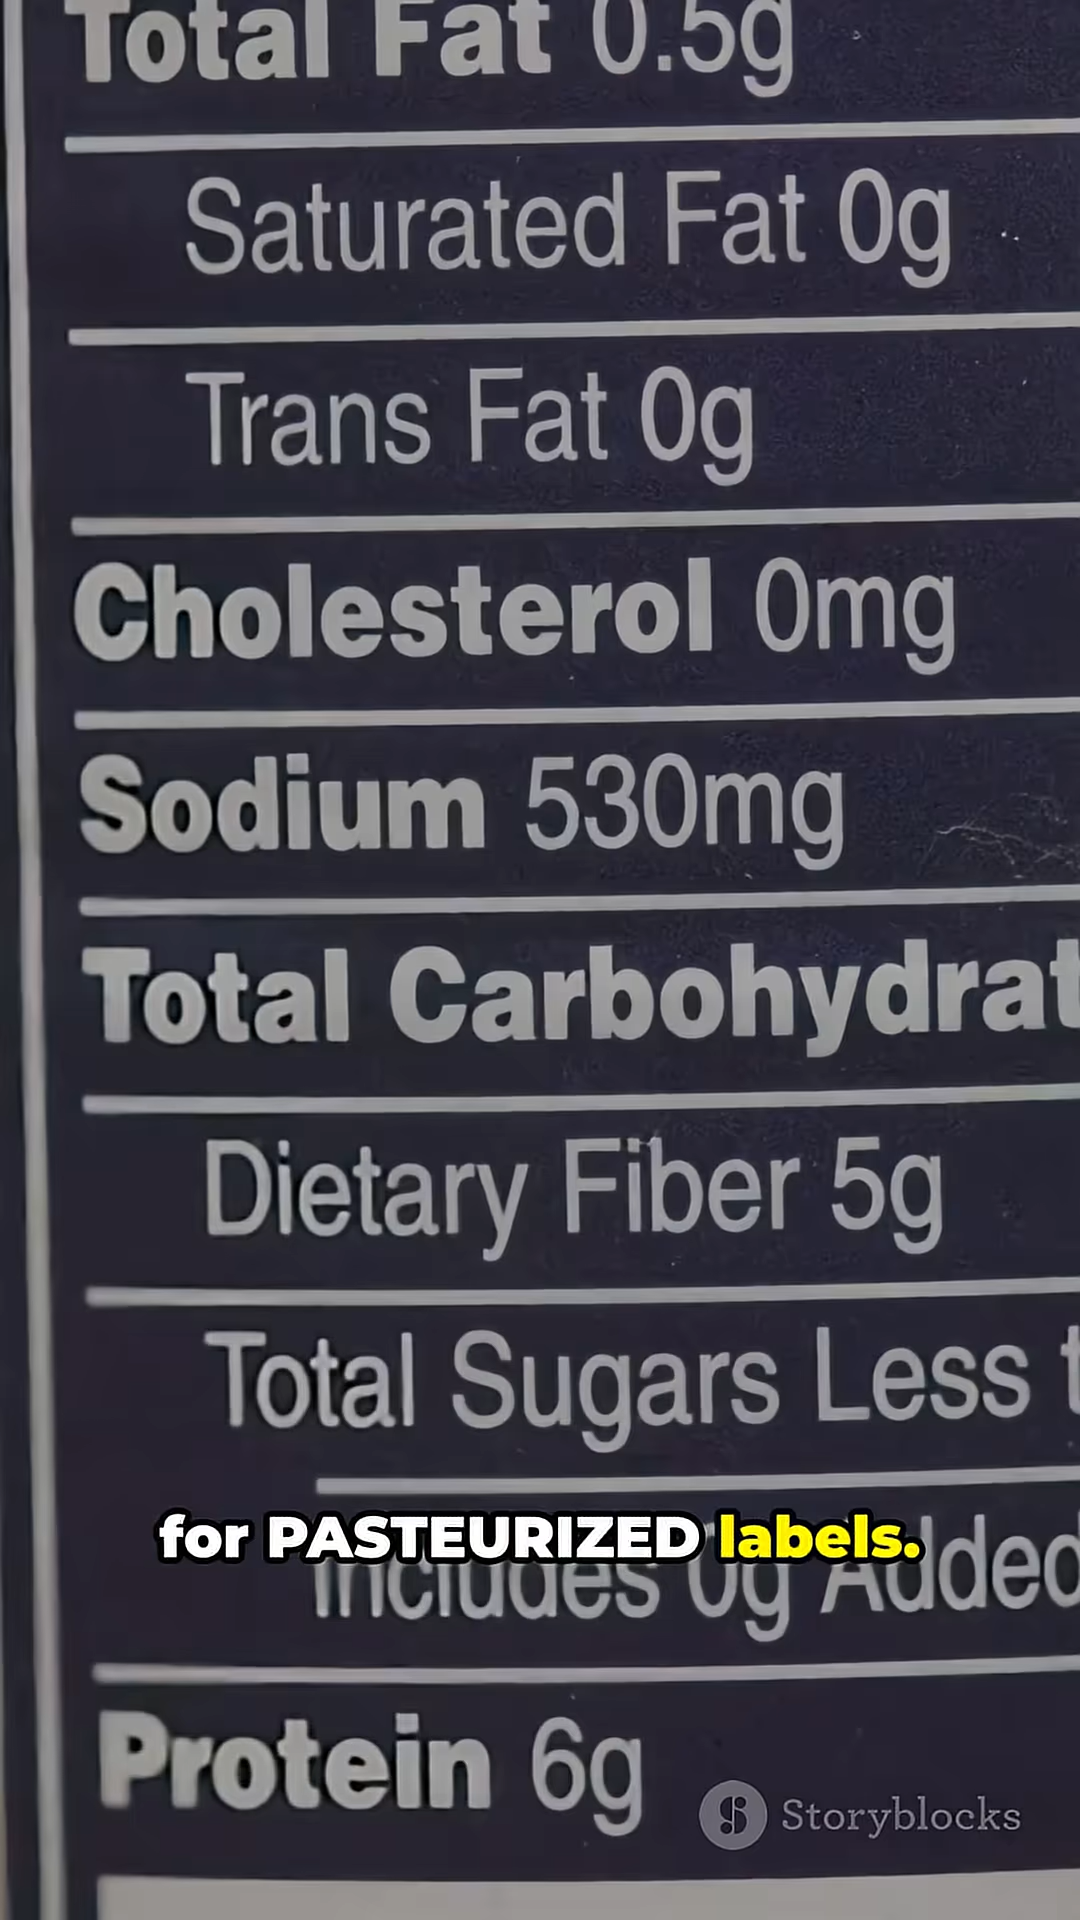 Total Fat 0.5g
Saturated Fat 0g
Trans Fat 0g
Cholesterol 0mg
Sodium 530mg
Total Carbohydrat
Dietary Fiber 5g
Total Sugars Less t
for PASTEURIZED labels.
Includes 0g Added
Protein 6g
Storyblocks